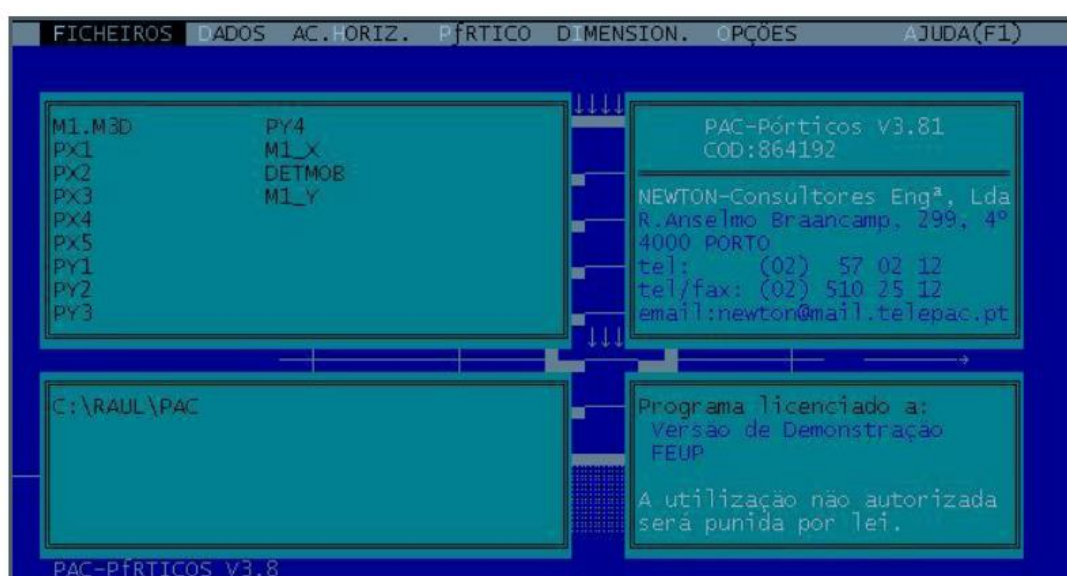 FICHEIROS DADOS AC.HORIZ. PƒRTICO DIMENSION. OPÇÕES AJUDA(F1)
M1.M3D PY4
PX1 M1_X
PX2 DETMOB
PX3 M1_Y
PX4
PX5
PY1
PY2
PY3
PAC-Pórticos V3.81
COD:864192
NEWTON-Consultores Engª, Lda
R.Anselmo Braancamp, 299, 4º
4000 PORTO
tel: (02) 57 02 12
tel/fax: (02) 510 25 12
email:newton@mail.telepac.pt
C:\RAUL\PAC
Programa licenciado a:
Versão de Demonstração
FEUP
A utilização não autorizada
será punida por lei.
PAC-PƒRTICOS V3.8